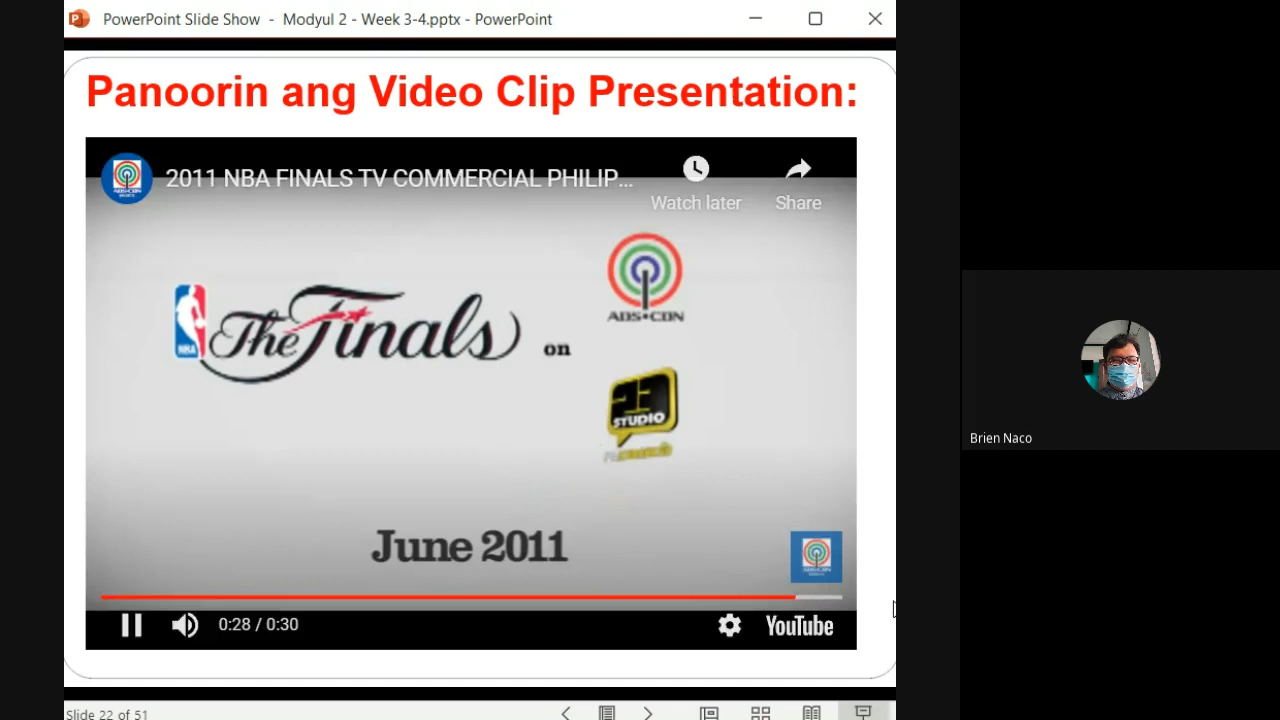 PowerPoint Slide Show - Modyul 2 - Week 3-4.pptx - PowerPoint
Panoorin ang Video Clip Presentation:
2011 NBA FINALS TV COMMERCIAL PHILIP...
Watch later
Share
ABS•CBN
NBA
The Finals
on
23
STUDIO
June 2011
0:28 / 0:30
YouTube
Brien Naco
Slide 22 of 51